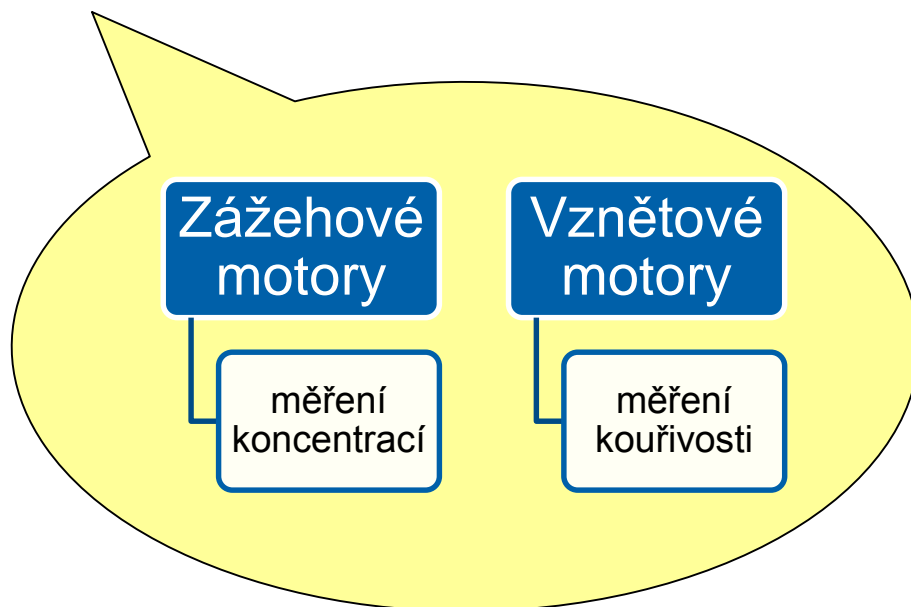 Zážehové
motory
měření
koncentrací
Vznětové
motory
měření
kouřivosti